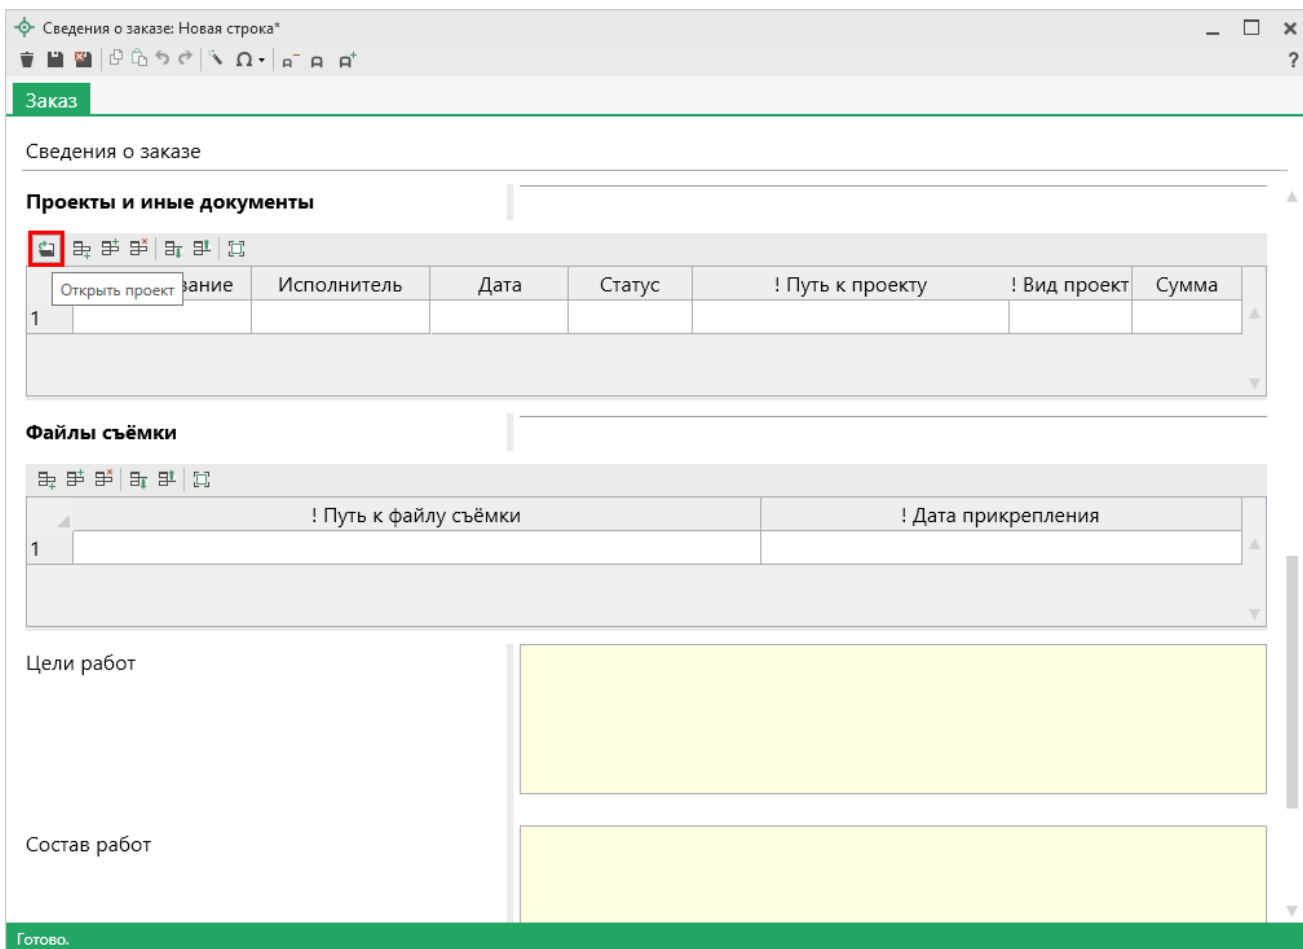 Сведения о заказе: Новая строка*
Ω
A⁻ A A⁺
?
Заказ
Сведения о заказе
Проекты и иные документы
Открыть проект
вание Исполнитель Дата Статус ! Путь к проекту ! Вид проект Сумма
1
Файлы съёмки
! Путь к файлу съёмки ! Дата прикрепления
1
Цели работ
Состав работ
Готово.